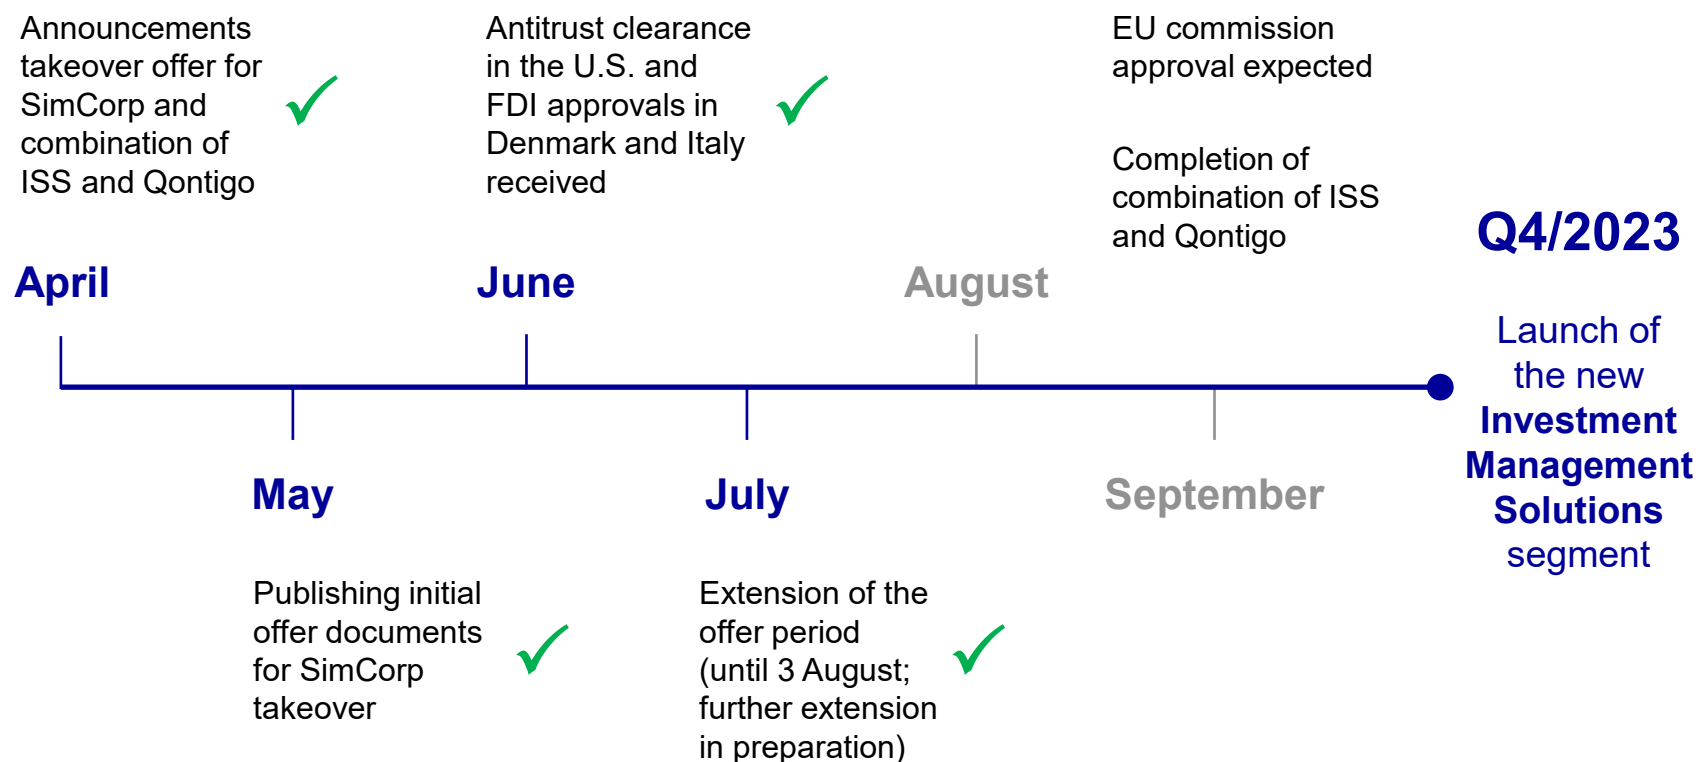 Announcements
takeover offer for
SimCorp and
combination of
ISS and Qontigo
Antitrust clearance
in the U.S. and
FDI approvals in
Denmark and Italy
received
EU commission
approval expected
Completion of
combination of ISS
and Qontigo
April
June
August
May
July
September
Publishing initial
offer documents
for SimCorp
takeover
Extension of the
offer period
(until 3 August;
further extension
in preparation)
Q4/2023
Launch of
the new
Investment
Management
Solutions
segment